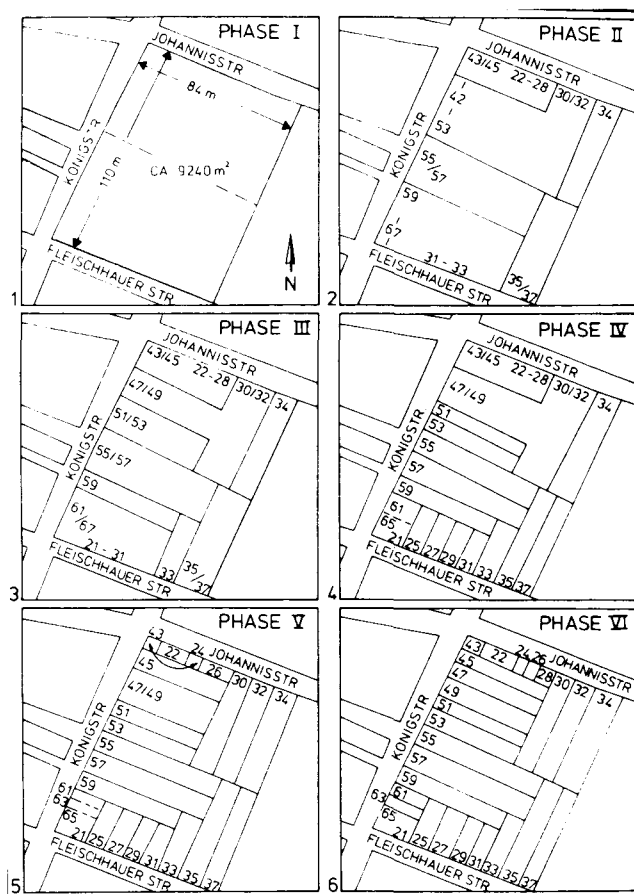 PHASE I
JOHANNISSTR
84 m
KÖNIGSTR
110 m
CA 9240 m²
N
FLEISCHHAUER STR
1
PHASE II
JOHANNISSTR
43/45 22-28 30/32 34
42
53
KÖNIGSTR
55/57
59
67
31-33
35/37
FLEISCHHAUER STR
2
PHASE III
JOHANNISSTR
43/45 22-28 30/32 34
47/49
51/53
KÖNIGSTR
55/57
59
61/67
21-31
33
35/37
FLEISCHHAUER STR
3
PHASE IV
JOHANNISSTR
43/45 22-28 30/32 34
47/49
51
53
KÖNIGSTR
55
57
59
61
65
21 25 27 29 31 33 35 37
FLEISCHHAUER STR
4
PHASE V
JOHANNISSTR
43 22 24 26 30 32 34
45
47/49
51
53
KÖNIGSTR
55
57
59
61
63
65
21 25 27 29 31 33 35 37
FLEISCHHAUER STR
5
PHASE VI
JOHANNISSTR
43 22 24 26 28 30 32 34
45
47
49
51
53
KÖNIGSTR
55
57
59
61
63
65
21 25 27 29 31 33 35 37
FLEISCHHAUER STR
6